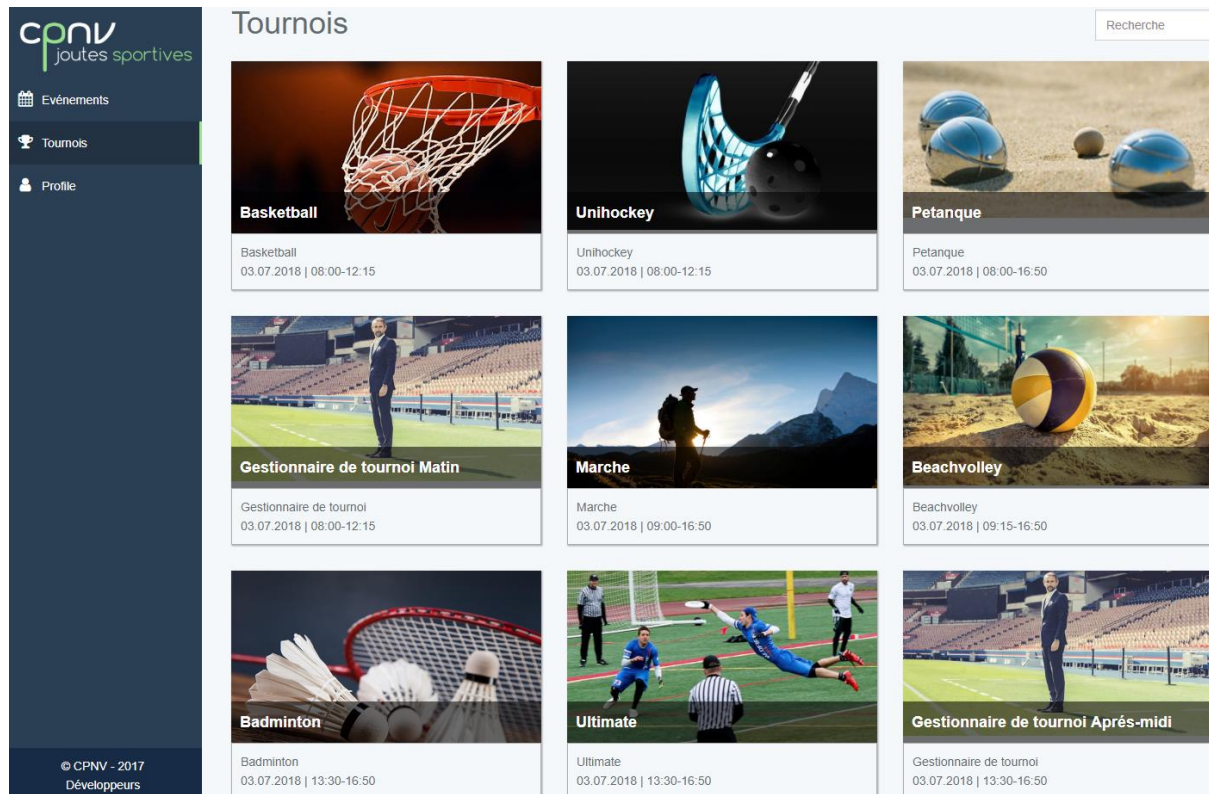 cpnv
joutes sportives
Evénements
Tournois
Profile
© CPNV - 2017
Développeurs
Tournois
Recherche
Basketball
Basketball
03.07.2018 | 08:00-12:15
Unihockey
Unihockey
03.07.2018 | 08:00-12:15
Petanque
Petanque
03.07.2018 | 08:00-16:50
Gestionnaire de tournoi Matin
Gestionnaire de tournoi
03.07.2018 | 08:00-12:15
Marche
Marche
03.07.2018 | 09:00-16:50
Beachvolley
Beachvolley
03.07.2018 | 09:15-16:50
Badminton
Badminton
03.07.2018 | 13:30-16:50
Ultimate
Ultimate
03.07.2018 | 13:30-16:50
Gestionnaire de tournoi Aprés-midi
Gestionnaire de tournoi
03.07.2018 | 13:30-16:50